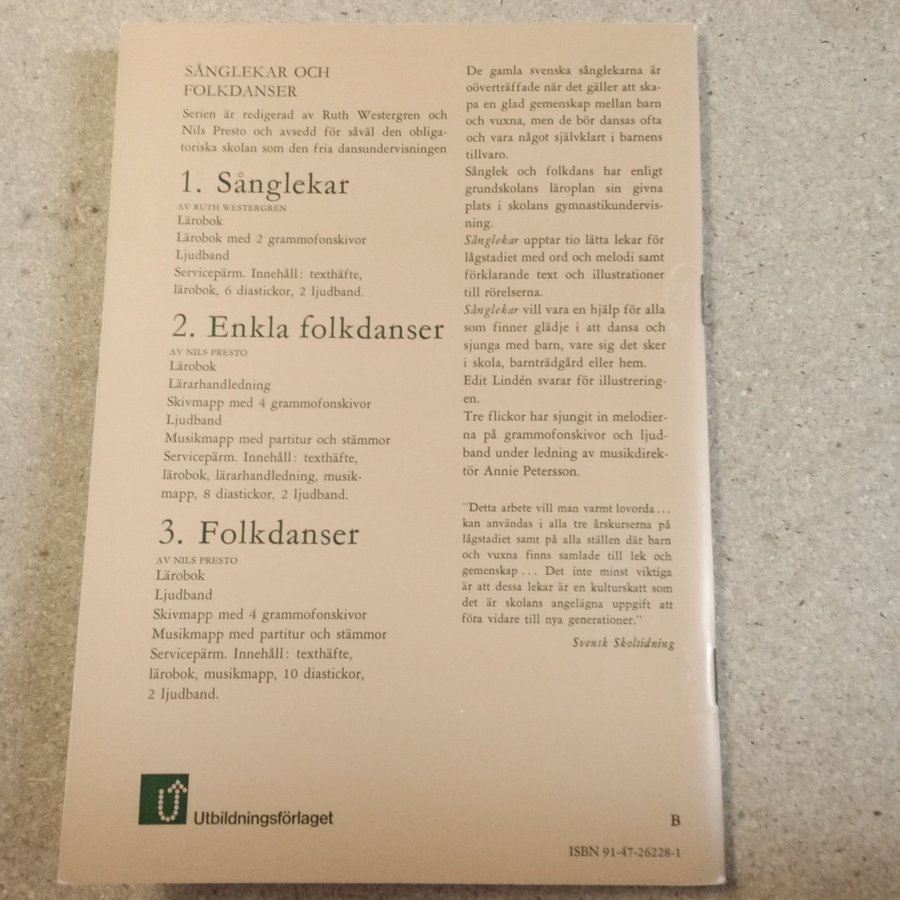 SÅNGLEKAR OCH
FOLKDANSER
Serien är redigerad av Ruth Westergren och
Nils Presto och avsedd för såväl den obliga-
toriska skolan som den fria dansundervisningen
1. Sånglekar
AV RUTH WESTERGREN
Lärobok
Lärobok med 2 grammofonskivor
Ljudband
Servicepärm. Innehåll: texthäfte,
lärobok, 6 diastickor, 2 ljudband.
2. Enkla folkdanser
AV NILS PRESTO
Lärobok
Lärarhandledning
Skivmapp med 4 grammofonskivor
Ljudband
Musikmapp med partitur och stämmor
Servicepärm. Innehåll: texthäfte,
lärobok, lärarhandledning, musik-
mapp, 8 diastickor, 2 ljudband.
3. Folkdanser
AV NILS PRESTO
Lärobok
Ljudband
Skivmapp med 4 grammofonskivor
Musikmapp med partitur och stämmor
Servicepärm. Innehåll: texthäfte,
lärobok, musikmapp, 10 diastickor,
2 ljudband.
De gamla svenska sånglekarna är
oöverträffade när det gäller att ska-
pa en glad gemenskap mellan barn
och vuxna, men de bör dansas ofta
och vara något självklart i barnens
tillvaro.
Sånglek och folkdans har enligt
grundskolans läroplan sin givna
plats i skolans gymnastikundervis-
ning.
Sånglekar upptar tio lätta lekar för
lågstadiet med ord och melodi samt
förklarande text och illustrationer
till rörelserna.
Sånglekar vill vara en hjälp för alla
som finner glädje i att dansa och
sjunga med barn, vare sig det sker
i skola, barnträdgård eller hem.
Edit Lindén svarar för illustrering-
en.
Tre flickor har sjungit in melodier-
na på grammofonskivor och ljud-
band under ledning av musikdirek-
tör Annie Petersson.
"Detta arbete vill man varmt lovorda...
kan användas i alla tre årskurserna på
lågstadiet samt på alla ställen där barn
och vuxna finns samlade till lek och
gemenskap... Det inte minst viktiga
är att dessa lekar är en kulturskatt som
det är skolans angelägna uppgift att
föra vidare till nya generationer."
Svensk Skoltidning
Utbildningsförlaget
B
ISBN 91-47-26228-1